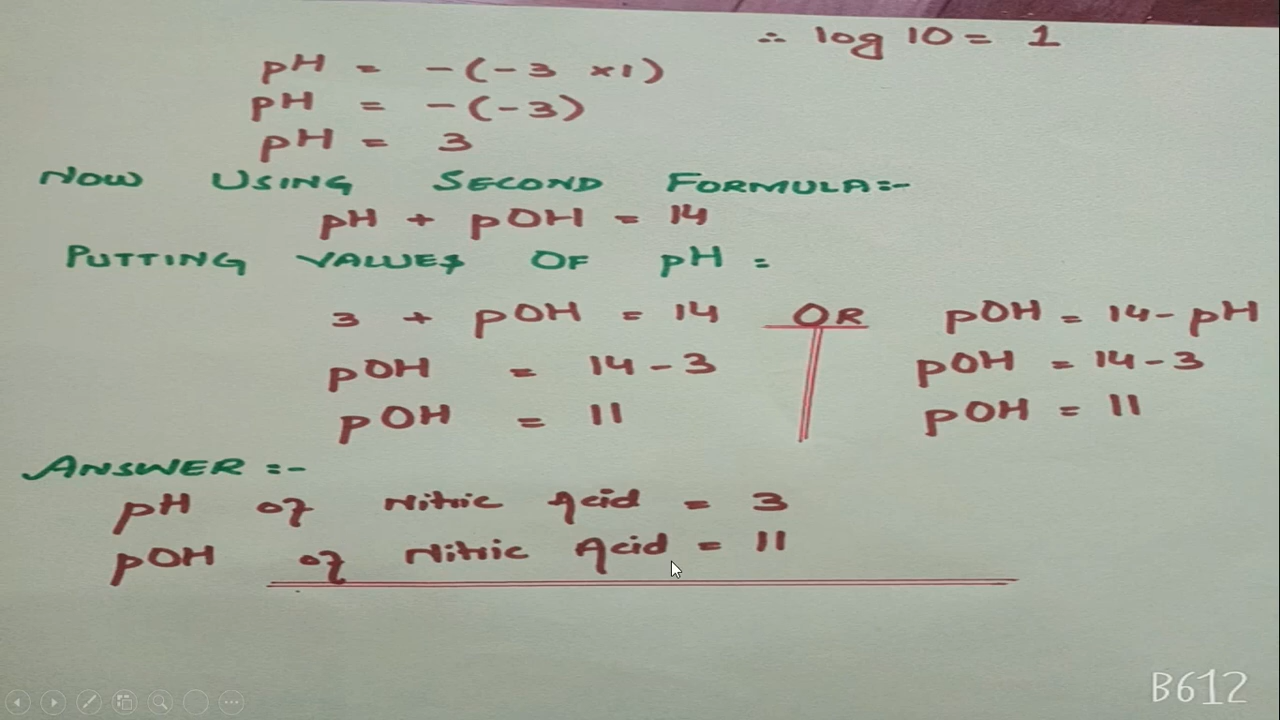 ∴ log 10 = 1
pH = -(-3 ×1)
pH = -(-3)
pH = 3
NOW USING SECOND FORMULA:-
pH + pOH = 14
PUTTING VALUES OF pH =
3 + pOH = 14 OR pOH = 14 - pH
pOH = 14 - 3 pOH = 14 - 3
pOH = 11 pOH = 11
ANSWER :-
pH of Nitric Acid = 3
pOH of Nitric Acid = 11
B612